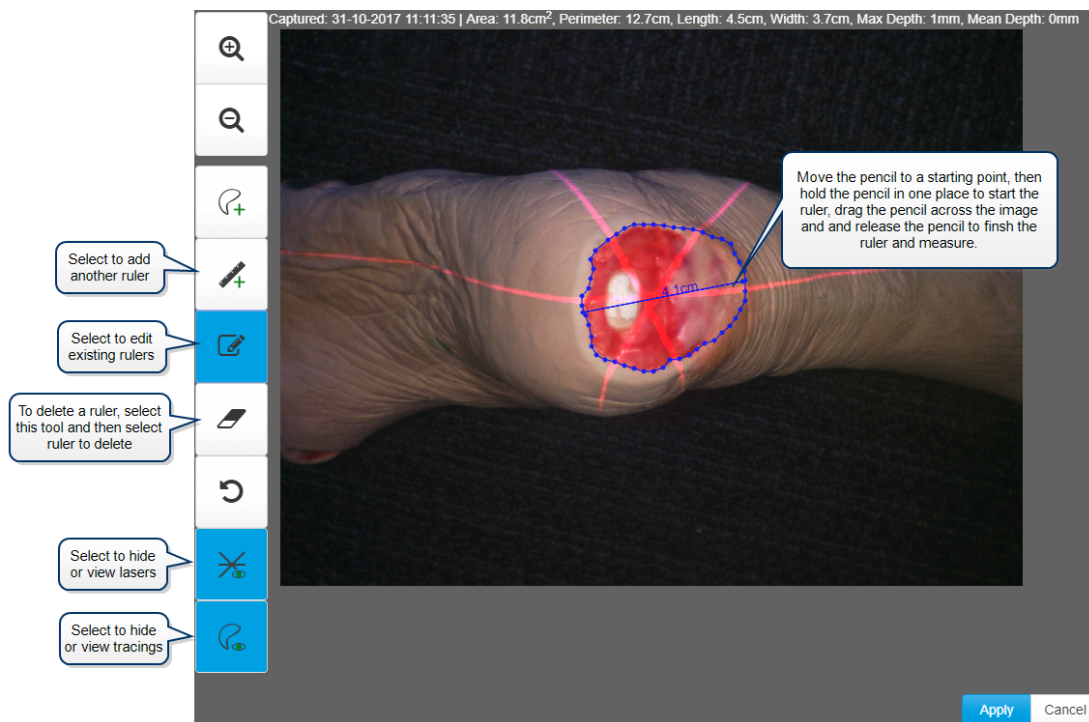 Captured: 31-10-2017 11:11:35 | Area: 11.8cm², Perimeter: 12.7cm, Length: 4.5cm, Width: 3.7cm, Max Depth: 1mm, Mean Depth: 0mm
Move the pencil to a starting point, then
hold the pencil in one place to start the
ruler, drag the pencil across the image
and and release the pencil to finsh the
ruler and measure.
4.1cm
Select to add
another ruler
Select to edit
existing rulers
To delete a ruler, select
this tool and then select
ruler to delete
Select to hide
or view lasers
Select to hide
or view tracings
Apply
Cancel